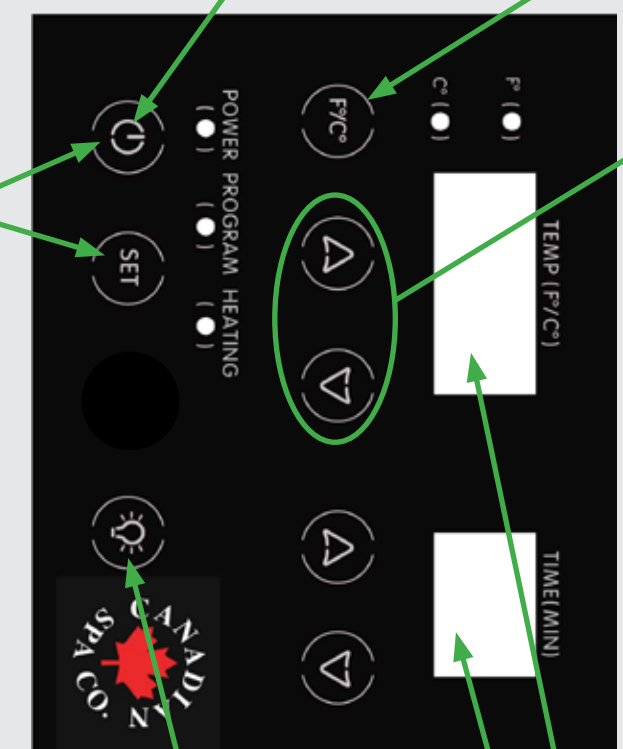 TEMP (F°/C°)
TIME(MIN)
F° ( )
C° ( )
F°/C°
POWER PROGRAM HEATING
SET
CANADIAN
SPA CO.